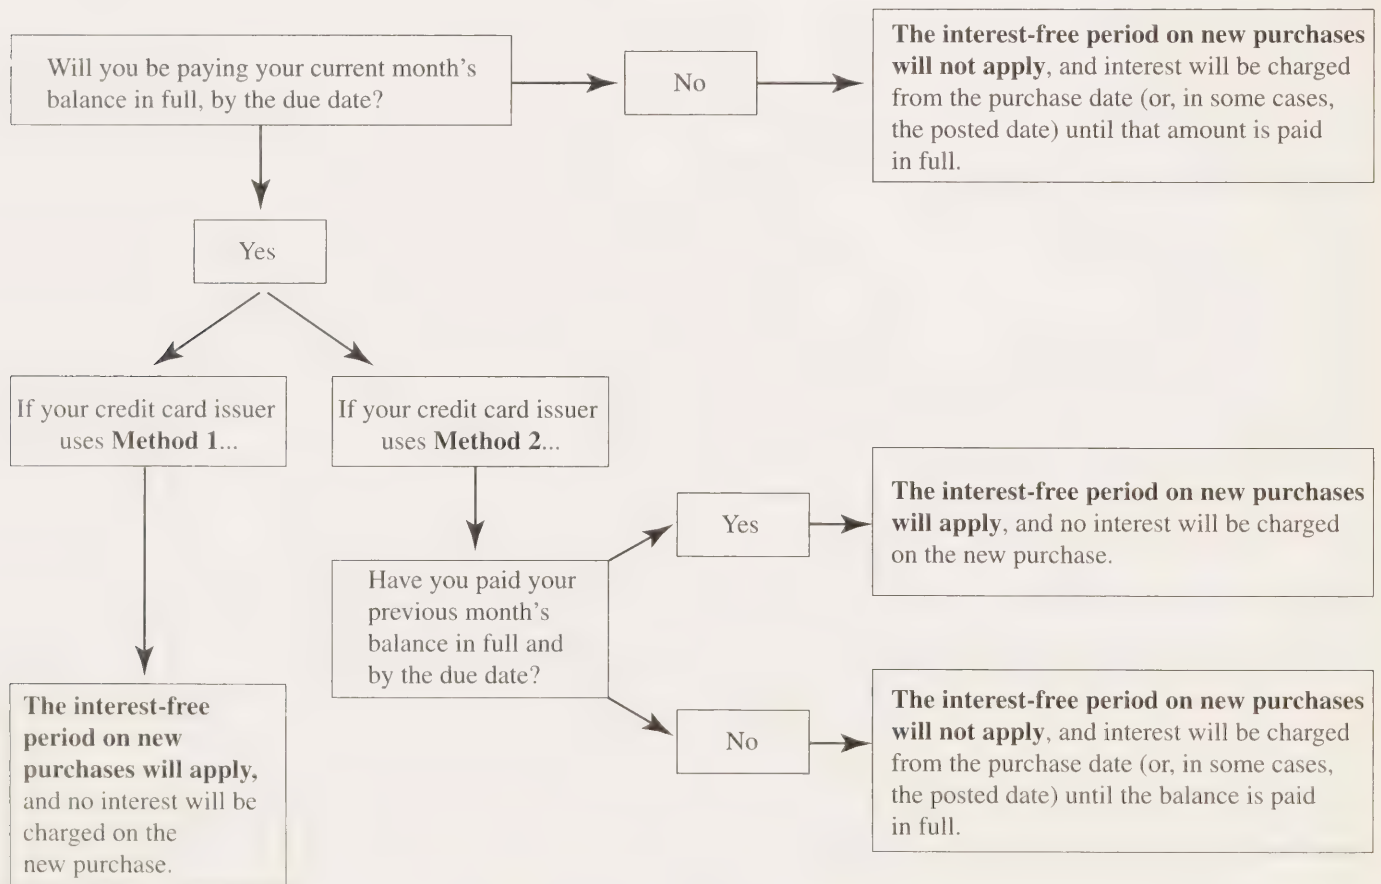 Will you be paying your current month's
balance in full, by the due date?
No
The interest-free period on new purchases
will not apply, and interest will be charged
from the purchase date (or, in some cases,
the posted date) until that amount is paid
in full.
Yes
If your credit card issuer
uses Method 1...
If your credit card issuer
uses Method 2...
The interest-free
period on new
purchases will apply,
and no interest will be
charged on the
new purchase.
Have you paid your
previous month's
balance in full and
by the due date?
Yes
The interest-free period on new purchases
will apply, and no interest will be charged
on the new purchase.
No
The interest-free period on new purchases
will not apply, and interest will be charged
from the purchase date (or, in some cases,
the posted date) until the balance is paid
in full.